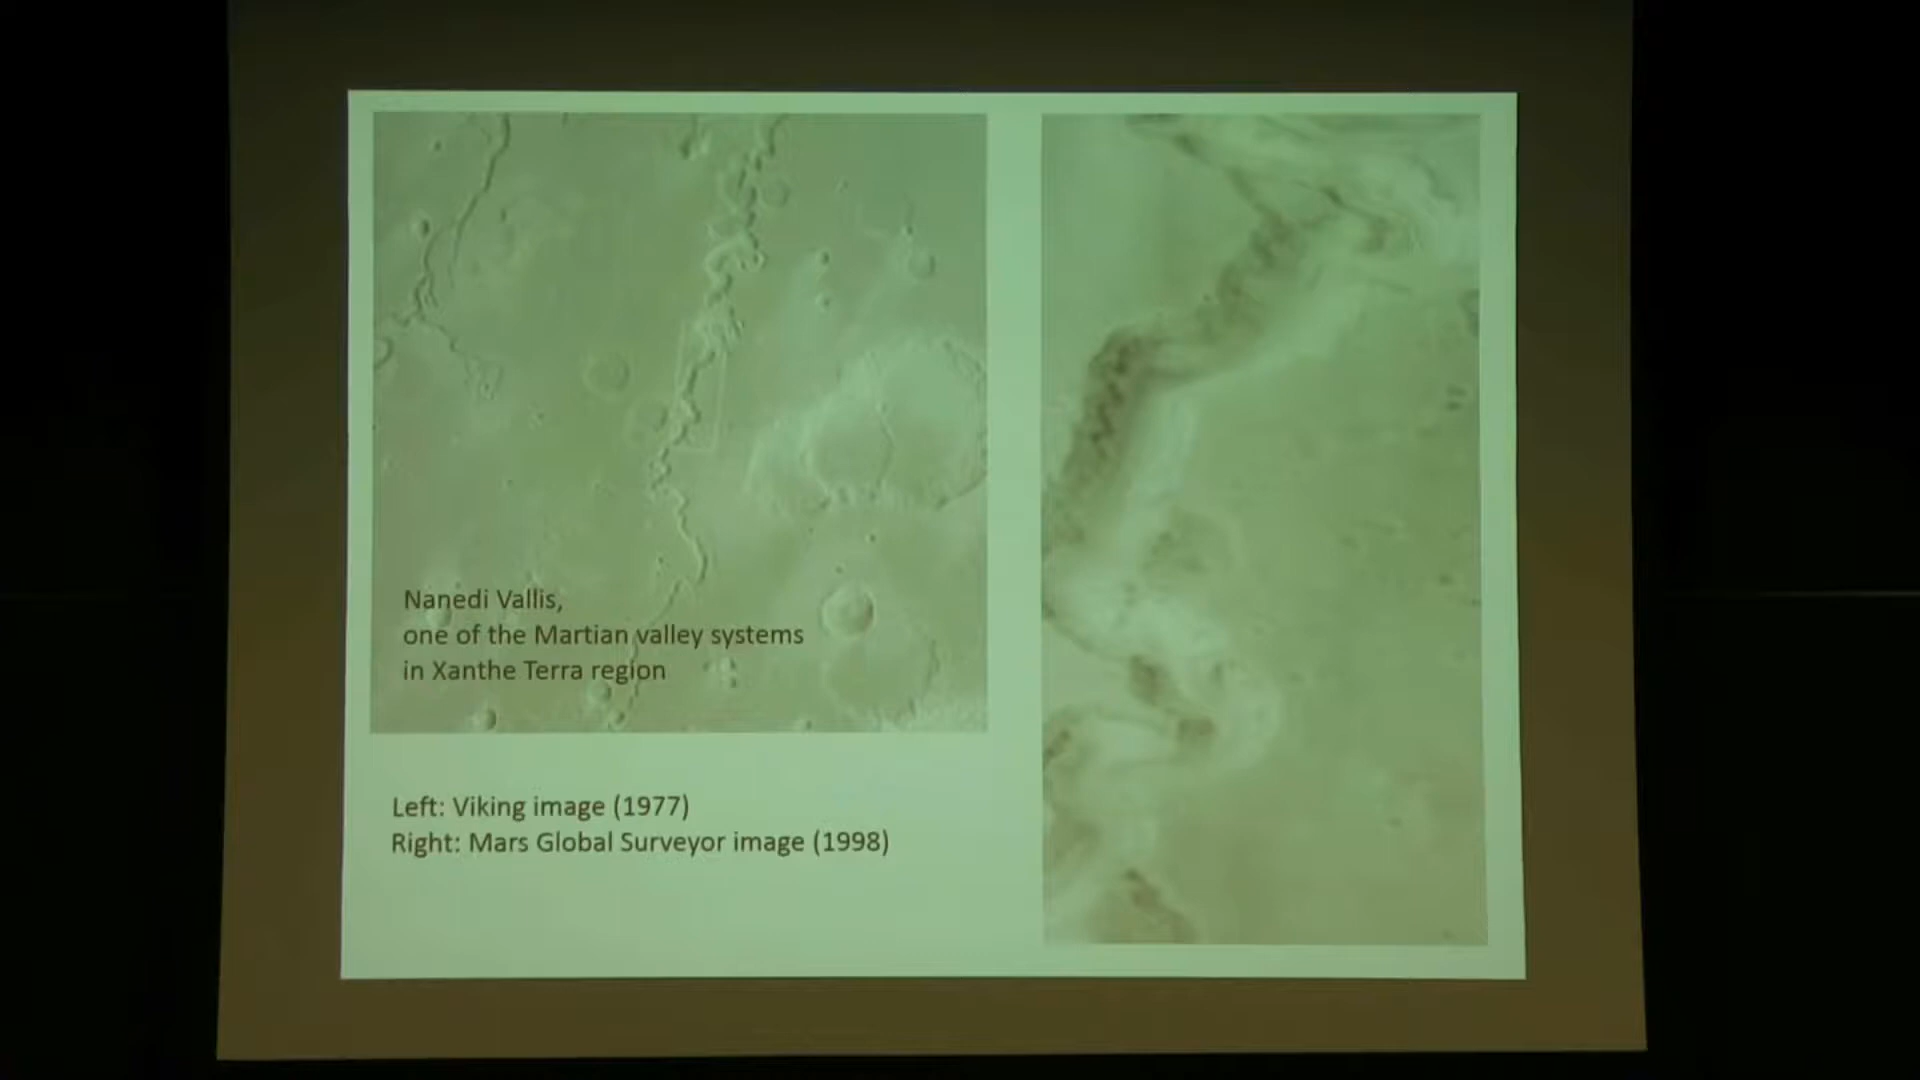 Nanedi Vallis,
one of the Martian valley systems
in Xanthe Terra region
Left: Viking image (1977)
Right: Mars Global Surveyor image (1998)